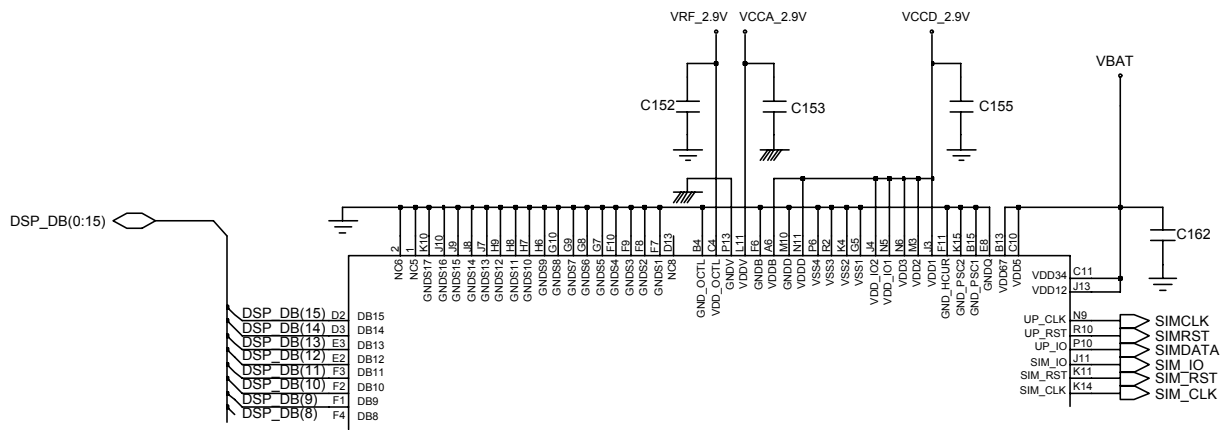 VRF_2.9V
VCCA_2.9V
VCCD_2.9V
VBAT
C152
C153
C155
C162
DSP_DB(0:15)
2
1
K10
J10
J9
J8
J7
H9
H8
H7
H6
G10
G9
G8
G7
F10
F9
F8
F7
D13
B4
C4
P13
L11
F6
A6
M10
N11
P6
R2
K4
G5
J4
N5
N6
M3
J3
F11
K15
B15
E8
B13
C10
NC6
NC5
GNDS17
GNDS16
GNDS15
GNDS14
GNDS13
GNDS12
GNDS11
GNDS10
GNDS9
GNDS8
GNDS7
GNDS6
GNDS5
GNDS4
GNDS3
GNDS2
GNDS1
NC8
GND_OCTL
VDD_OCTL
GNDV
VDDV
GNDB
VDDB
GNDD
VDDD
VSS4
VSS3
VSS2
VSS1
VDD_IO2
VDD_IO1
VDD3
VDD2
VDD1
GND_HCUR
GND_PSC2
GND_PSC1
GNDQ
VDD67
VDD5
VDD34 C11
VDD12 J13
DSP_DB(15) D2 DB15
DSP_DB(14) D3 DB14
DSP_DB(13) E3 DB13
DSP_DB(12) E2 DB12
DSP_DB(11) F3 DB11
DSP_DB(10) F2 DB10
DSP_DB(9) F1 DB9
DSP_DB(8) F4 DB8
UP_CLK N9 SIMCLK
UP_RST R10 SIMRST
UP_IO P10 SIMDATA
SIM_IO J11 SIM_IO
SIM_RST K11 SIM_RST
SIM_CLK K14 SIM_CLK